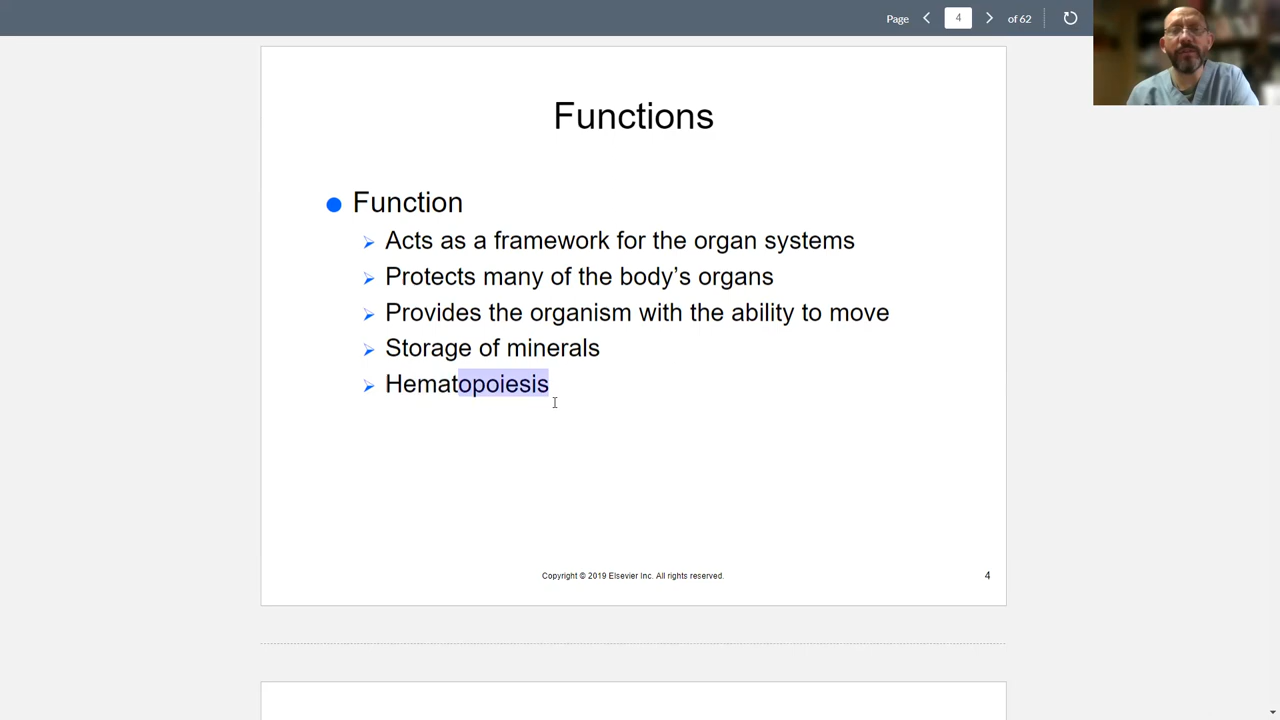 Page 4 of 62
Functions
Function
Acts as a framework for the organ systems
Protects many of the body’s organs
Provides the organism with the ability to move
Storage of minerals
Hematopoiesis
Copyright © 2019 Elsevier Inc. All rights reserved.
4